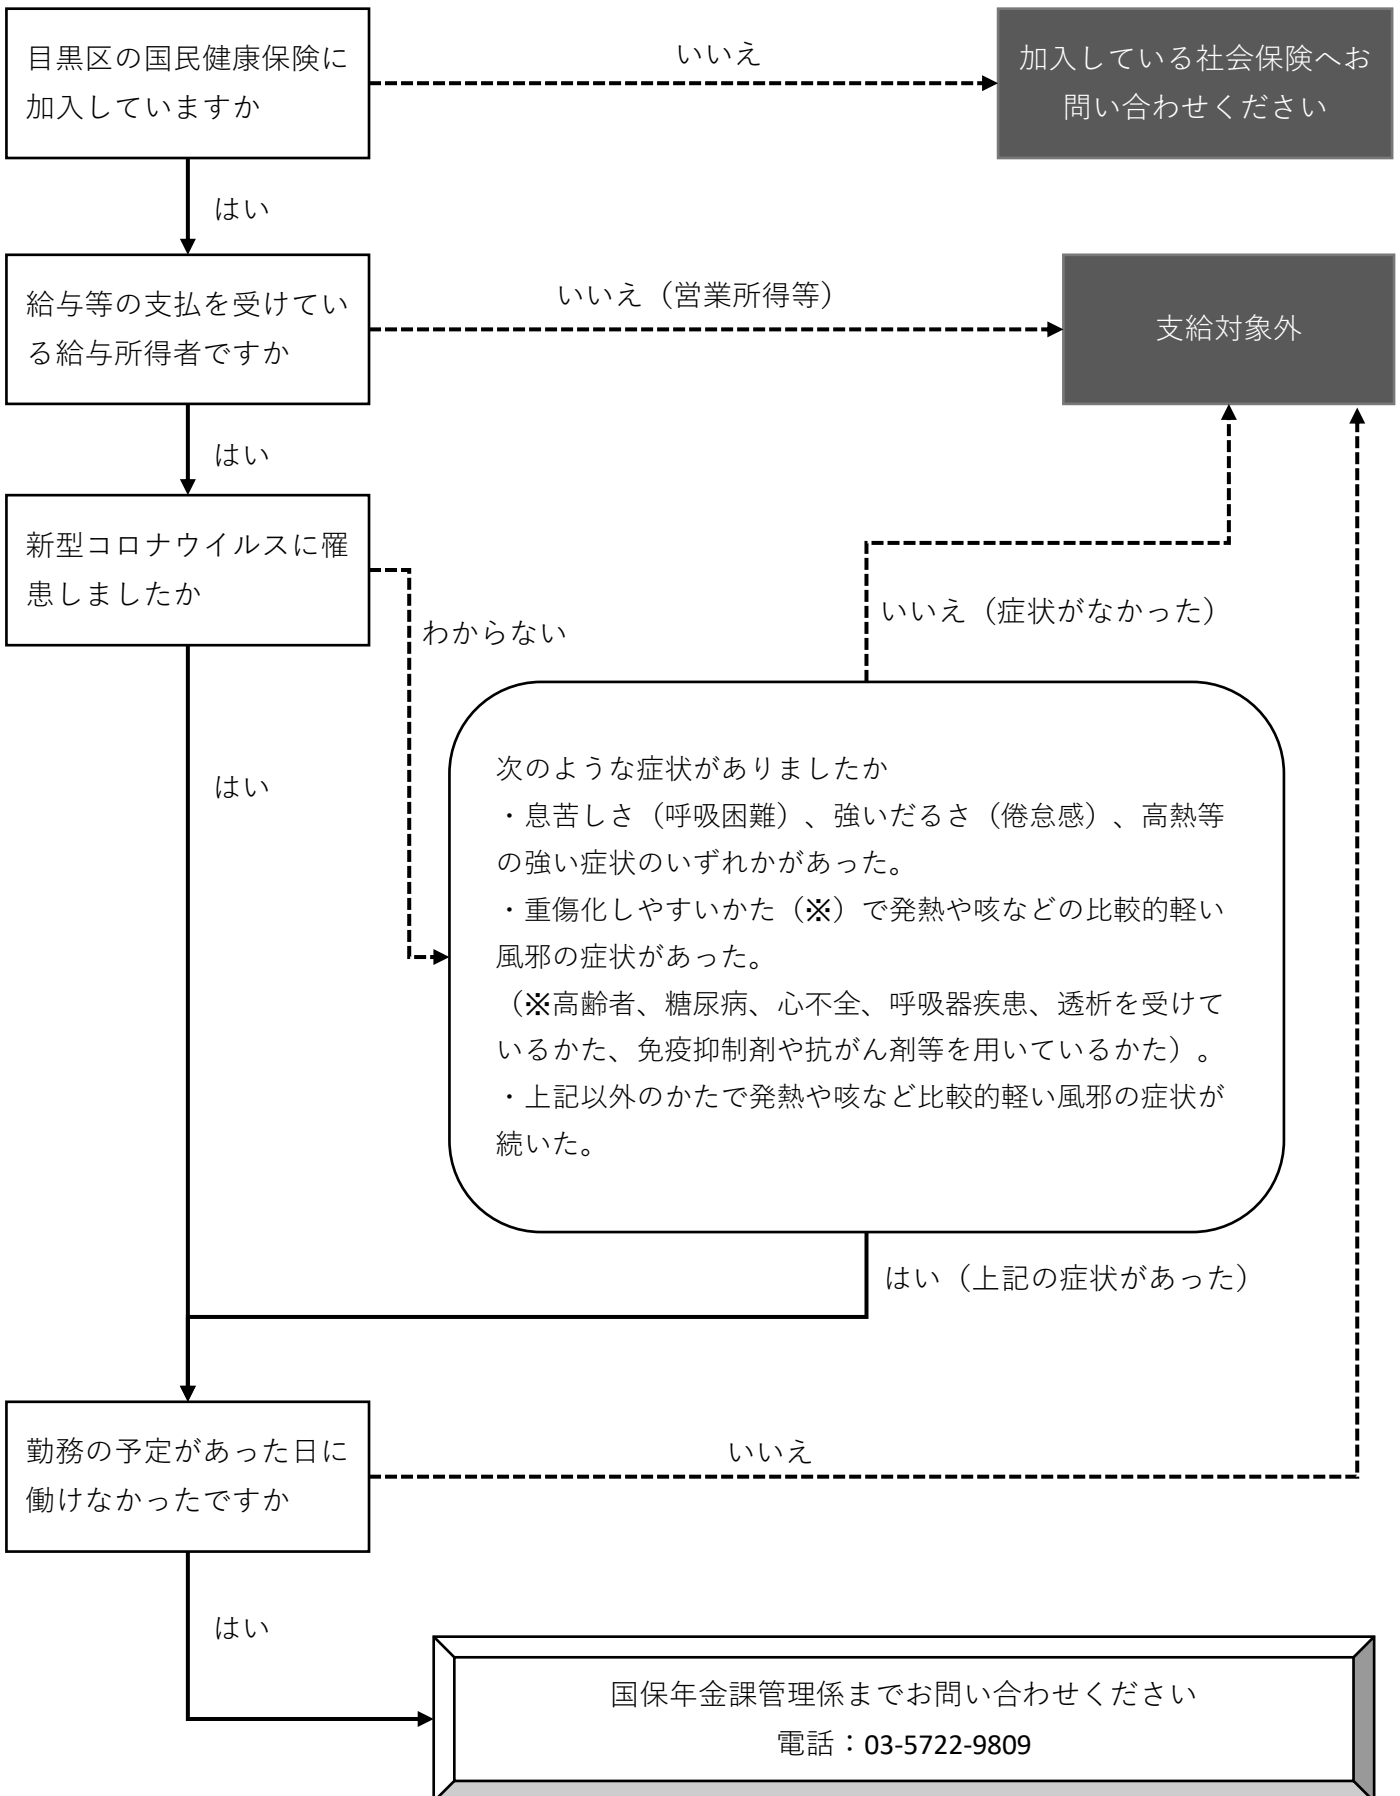 目黒区の国民健康保険に
加入していますか
いいえ
加入している社会保険へお
問い合わせください
はい
給与等の支払を受けてい
る給与所得者ですか
いいえ（営業所得等）
支給対象外
はい
新型コロナウイルスに罹
患しましたか
わからない
いいえ（症状がなかった）
はい
次のような症状がありましたか
・息苦しさ（呼吸困難）、強いだるさ（倦怠感）、高熱等
の強い症状のいずれかがあった。
・重傷化しやすいかた（※）で発熱や咳などの比較的軽い
風邪の症状があった。
（※高齢者、糖尿病、心不全、呼吸器疾患、透析を受けて
いるかた、免疫抑制剤や抗がん剤等を用いているかた）。
・上記以外のかたで発熱や咳など比較的軽い風邪の症状が
続いた。
はい（上記の症状があった）
勤務の予定があった日に
働けなかったですか
いいえ
はい
国保年金課管理係までお問い合わせください
電話：03-5722-9809